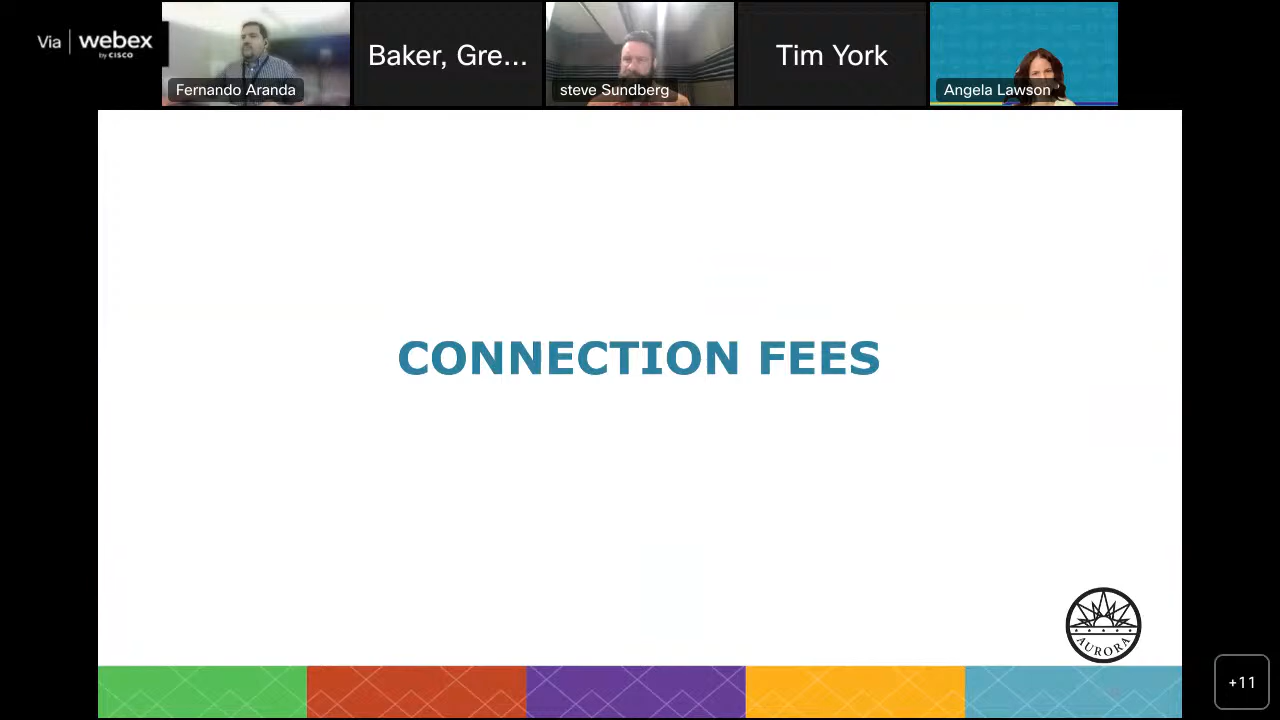 Via webex
by CISCO
Fernando Aranda
Baker, Gre...
steve Sundberg
Tim York
Angela Lawson
CONNECTION FEES
AURORA
+11